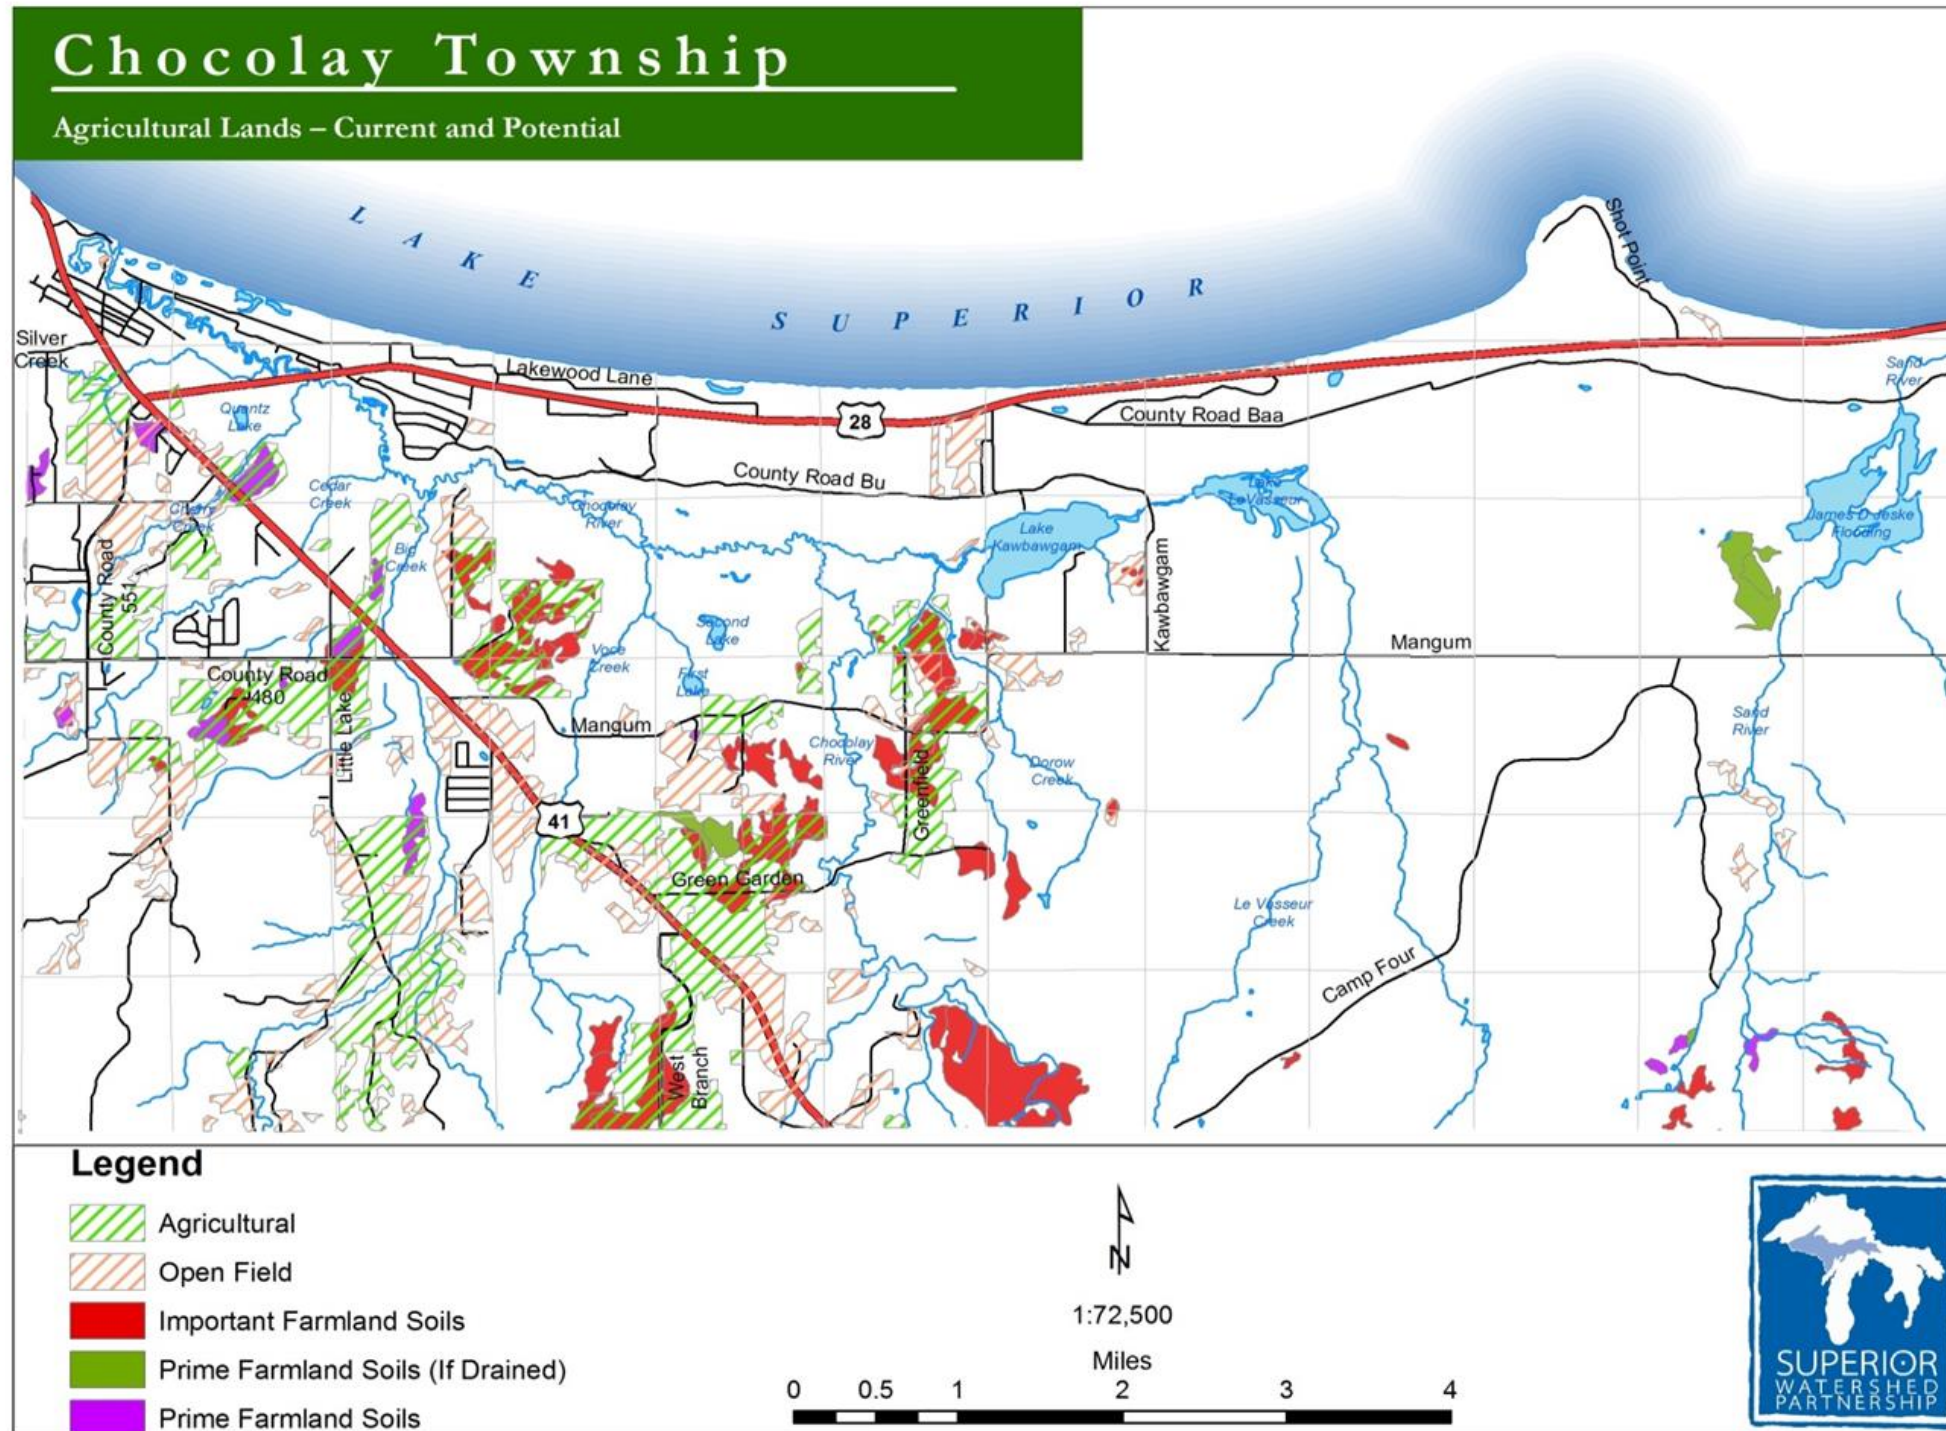 Chocolay Township
Agricultural Lands – Current and Potential
LAKE
SUPERIOR
Shot Point
Silver
Creek
Lakewood Lane
28
County Road Baa
Sand
River
Quantz
Lake
County Road Bu
Cedar
Creek
Cherry
Creek
Chocolay
River
Lake
LeVasseur
Lake
Kawbawgam
James D Jeske
Flooding
Big
Creek
County Road
551
Kawbawgam
Second
Lake
Voce
Creek
First
Lake
Mangum
County Road
480
Little Lake
Mangum
Chocolay
River
Greenfield
Dorow
Creek
Sand
River
41
Green Garden
Le Vasseur
Creek
Camp Four
West
Branch
Legend
Agricultural
Open Field
Important Farmland Soils
Prime Farmland Soils (If Drained)
Prime Farmland Soils
N
1:72,500
Miles
0 0.5 1 2 3 4
SUPERIOR
WATERSHED
PARTNERSHIP